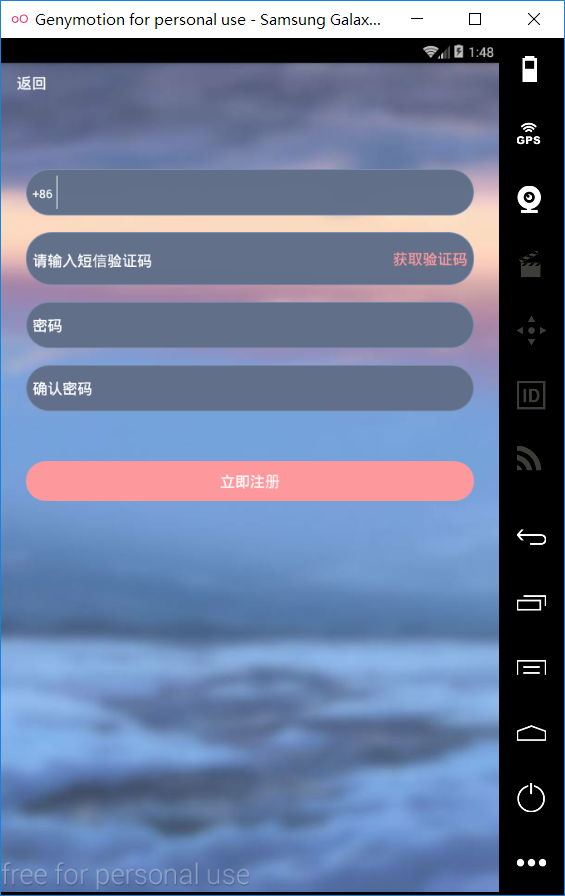 Genymotion for personal use - Samsung Galax...
1:48
返回
GPS
+86
请输入短信验证码 获取验证码
密码
ID
确认密码
立即注册
free for personal use